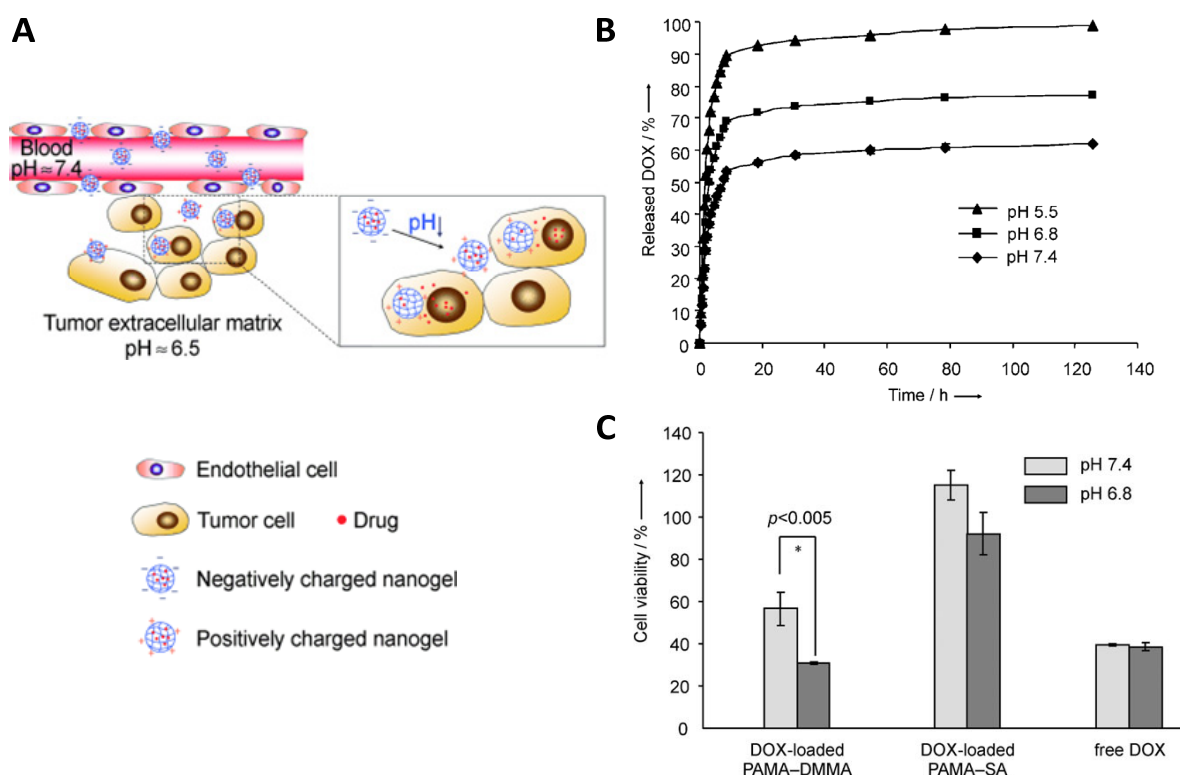 A
Blood
pH ≈ 7.4
pH↓
Tumor extracellular matrix
pH ≈ 6.5
Endothelial cell
Tumor cell
Drug
Negatively charged nanogel
Positively charged nanogel
B
Released DOX / % →
100
90
80
70
60
50
40
30
20
10
0
pH 5.5
pH 6.8
pH 7.4
0 20 40 60 80 100 120 140
Time / h →
C
Cell viability / % →
140
120
100
80
60
40
20
0
pH 7.4
pH 6.8
p<0.005
*
DOX-loaded
PAMA–DMMA
DOX-loaded
PAMA–SA
free DOX